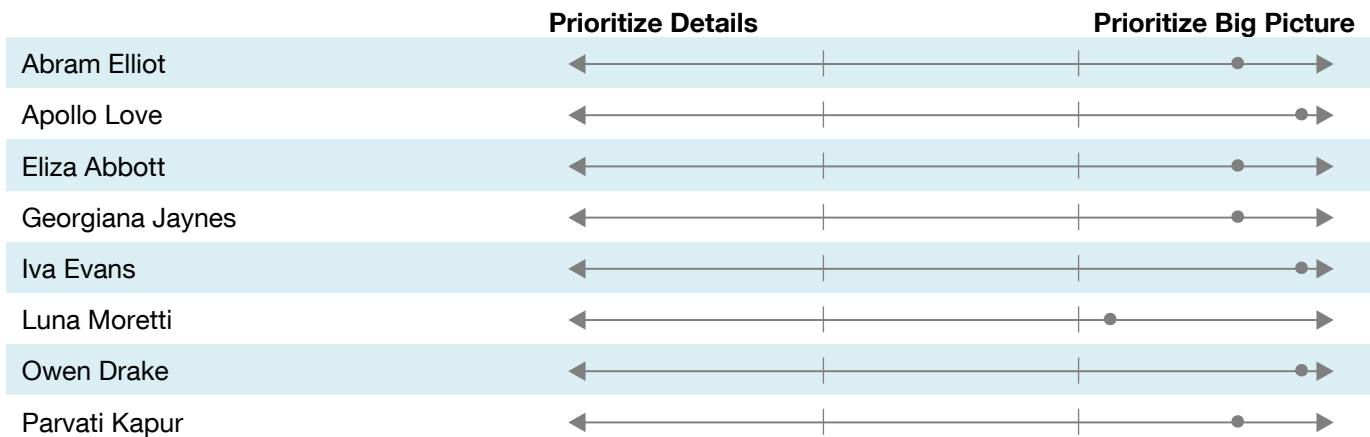 Prioritize Details Prioritize Big Picture
Abram Elliot
Apollo Love
Eliza Abbott
Georgiana Jaynes
Iva Evans
Luna Moretti
Owen Drake
Parvati Kapur